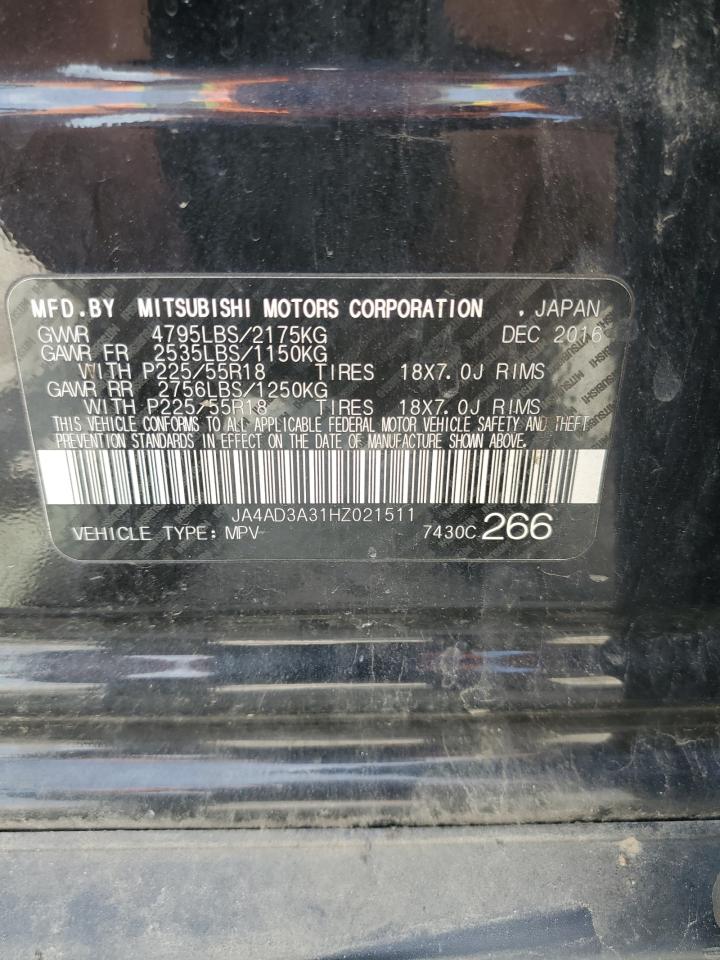 MFD.BY MITSUBISHI MOTORS CORPORATION . JAPAN
GVWR 4795LBS/2175KG DEC 2016
GAWR FR 2535LBS/1150KG
WITH P225/55R18 TIRES 18X7.0J RIMS
GAWR RR 2756LBS/1250KG
WITH P225/55R18 TIRES 18X7.0J RIMS
THIS VEHICLE CONFORMS TO ALL APPLICABLE FEDERAL MOTOR VEHICLE SAFETY AND THEFT
PREVENTION STANDARDS IN EFFECT ON THE DATE OF MANUFACTURE SHOWN ABOVE.
JA4AD3A31HZ021511
VEHICLE TYPE: MPV 7430C 266